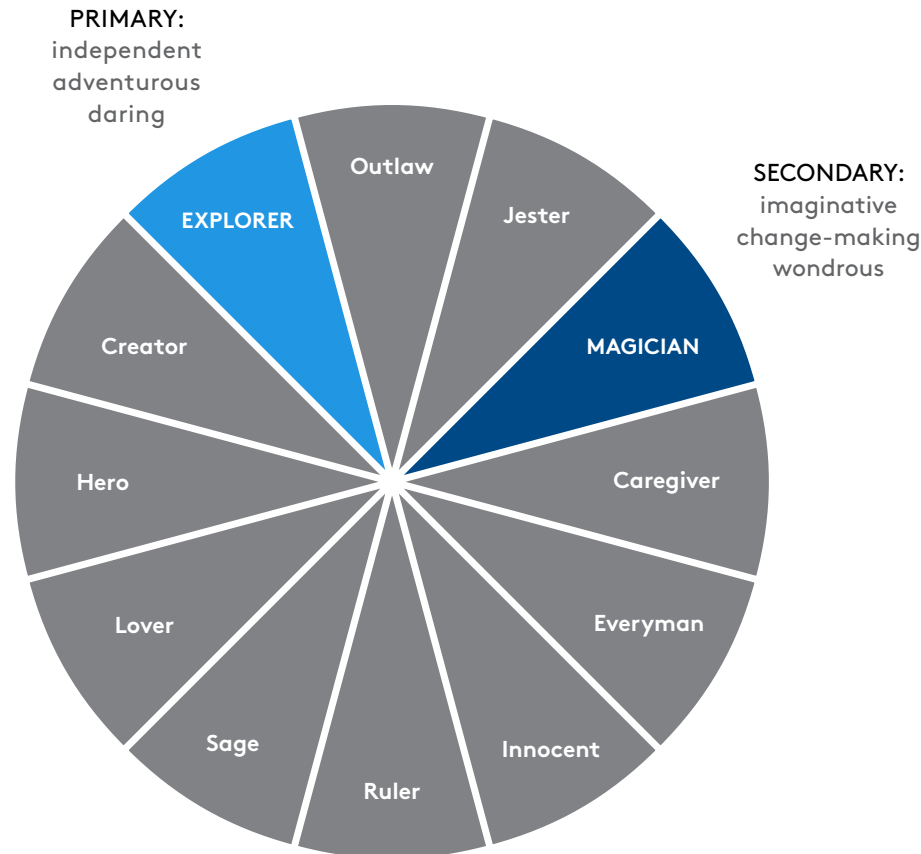 PRIMARY:
independent
adventurous
daring
SECONDARY:
imaginative
change-making
wondrous
Outlaw
Jester
MAGICIAN
Caregiver
Everyman
Innocent
Ruler
Sage
Lover
Hero
Creator
EXPLORER